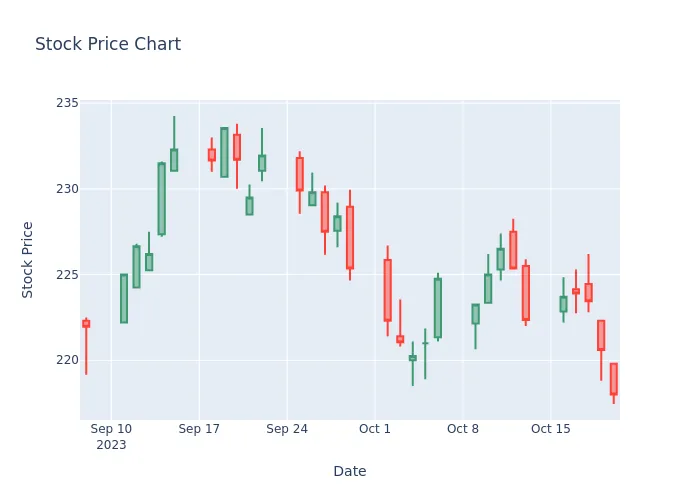 Stock Price Chart
235
230
225
220
Stock Price
Sep 10
2023
Sep 17
Sep 24
Oct 1
Oct 8
Oct 15
Date